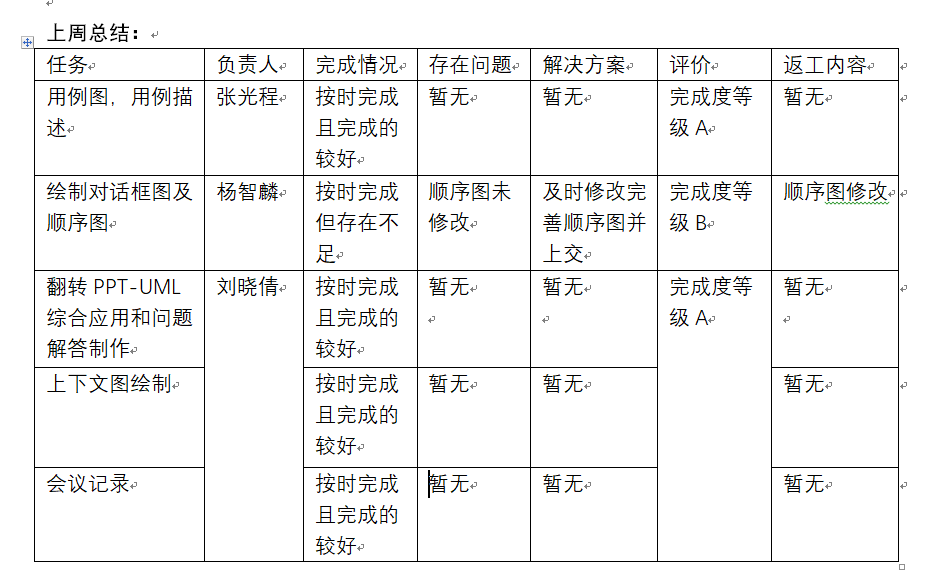 上周总结：
任务 负责人 完成情况 存在问题 解决方案 评价 返工内容
用例图，用例描述 张光程 按时完成且完成的较好 暂无 暂无 完成度等级 A 暂无
绘制对话框图及顺序图 杨智麟 按时完成但存在不足 顺序图未修改 及时修改完善顺序图并上交 完成度等级 B 顺序图修改
翻转 PPT-UML 综合应用和问题解答制作 刘晓倩 按时完成且完成的较好 暂无 暂无 完成度等级 A 暂无
上下文图绘制 按时完成且完成的较好 暂无 暂无 暂无
会议记录 按时完成且完成的较好 暂无 暂无 暂无